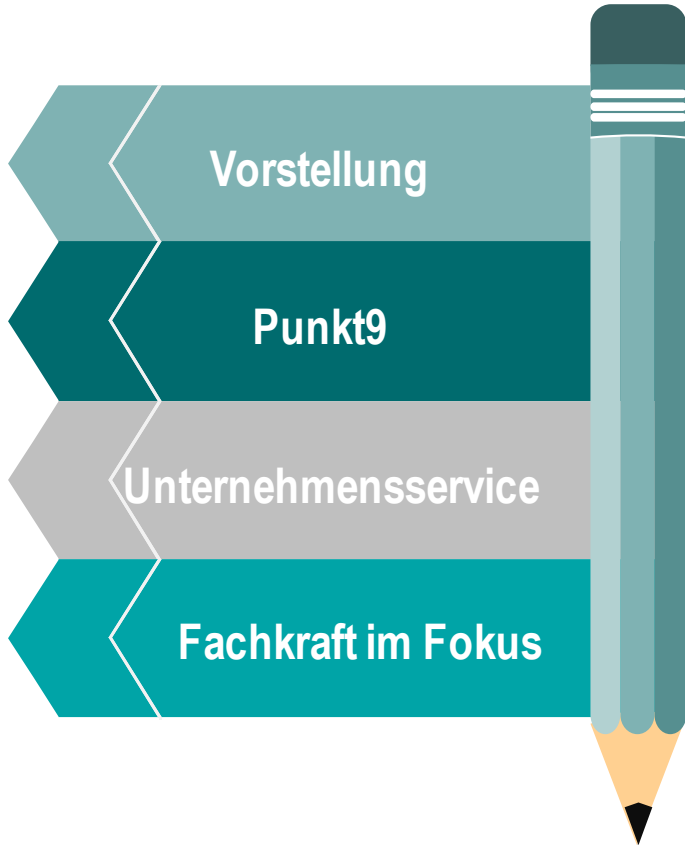 Vorstellung
Punkt9
Unternehmensservice
Fachkraft im Fokus